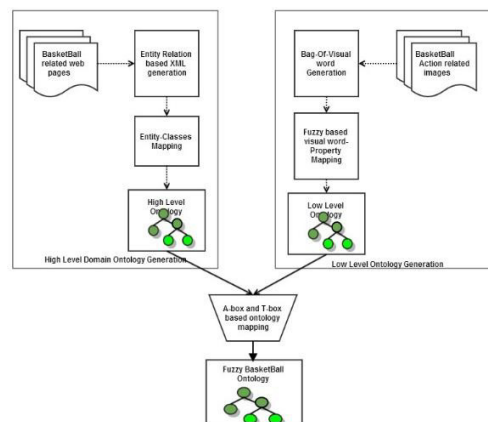 BasketBall
related web
pages
Entity Relation
based XML
generation
Entity-Classes
Mapping
High Level
Ontology
High Level Domain Ontology Generation
Bag-Of-Visual
word
Generation
BasketBall
Action related
images
Fuzzy based
visual word-
Property
Mapping
Low Level
Ontology
Low Level Ontology Generation
A-box and T-box
based ontology
mapping
Fuzzy BasketBall
Ontology